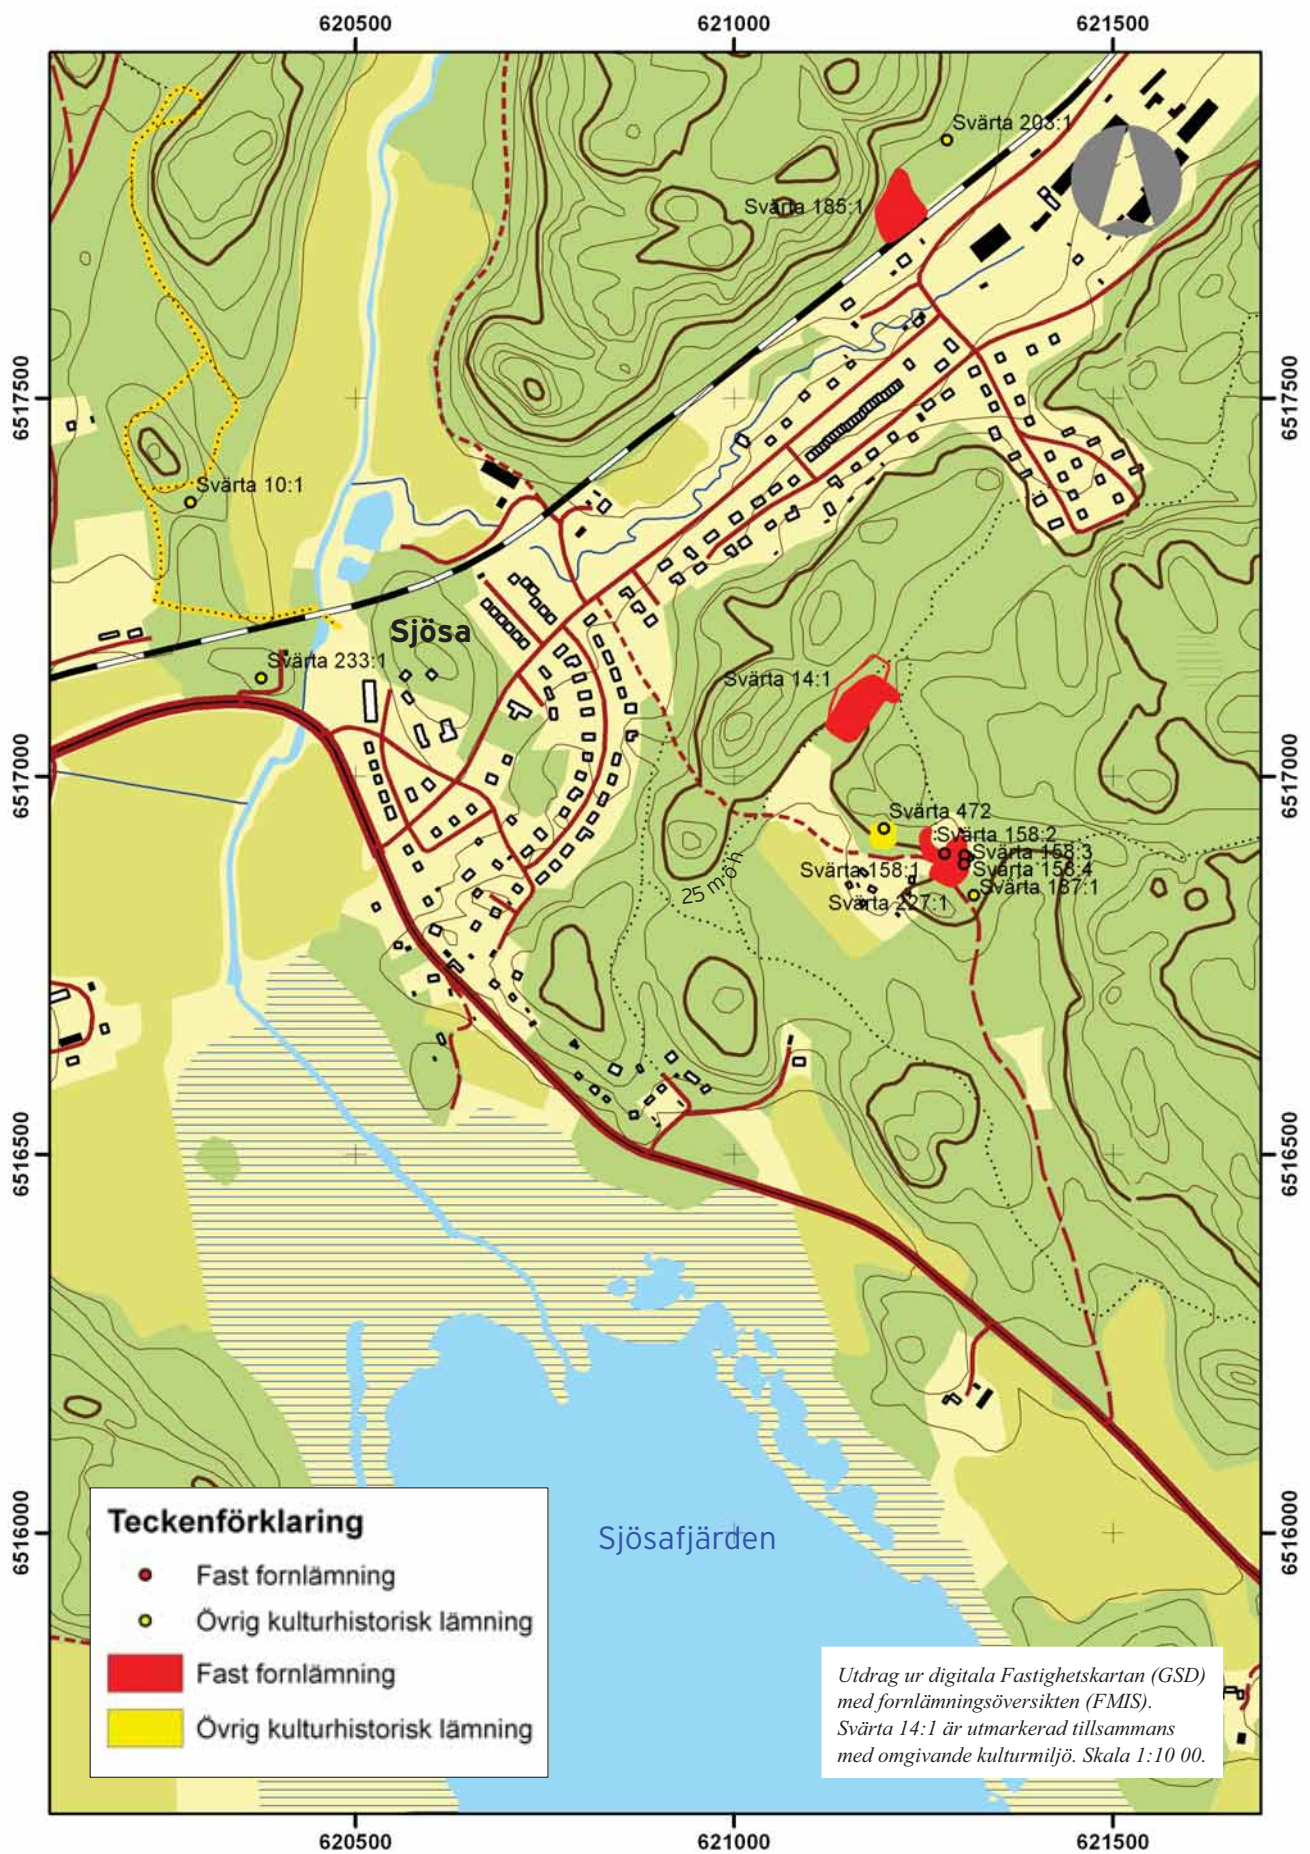 620500
621000
621500
Svärta 203:1
Svärta 185:1
6517500
6517500
Svärta 10:1
Sjösa
Svärta 233:1
Svärta 14:1
6517000
6517000
Svärta 472
Svärta 158:2
Svärta 158:3
Svärta 158:1
Svärta 158:4
25 m ö h
Svärta 187:1
Svärta 227:1
6516500
6516500
6516000
6516000
Sjösafjärden
Teckenförklaring
Fast fornlämning
Övrig kulturhistorisk lämning
Fast fornlämning
Övrig kulturhistorisk lämning
Utdrag ur digitala Fastighetskartan (GSD)
med fornlämningsöversikten (FMIS).
Svärta 14:1 är utmarkerad tillsammans
med omgivande kulturmiljö. Skala 1:10 00.
620500
621000
621500